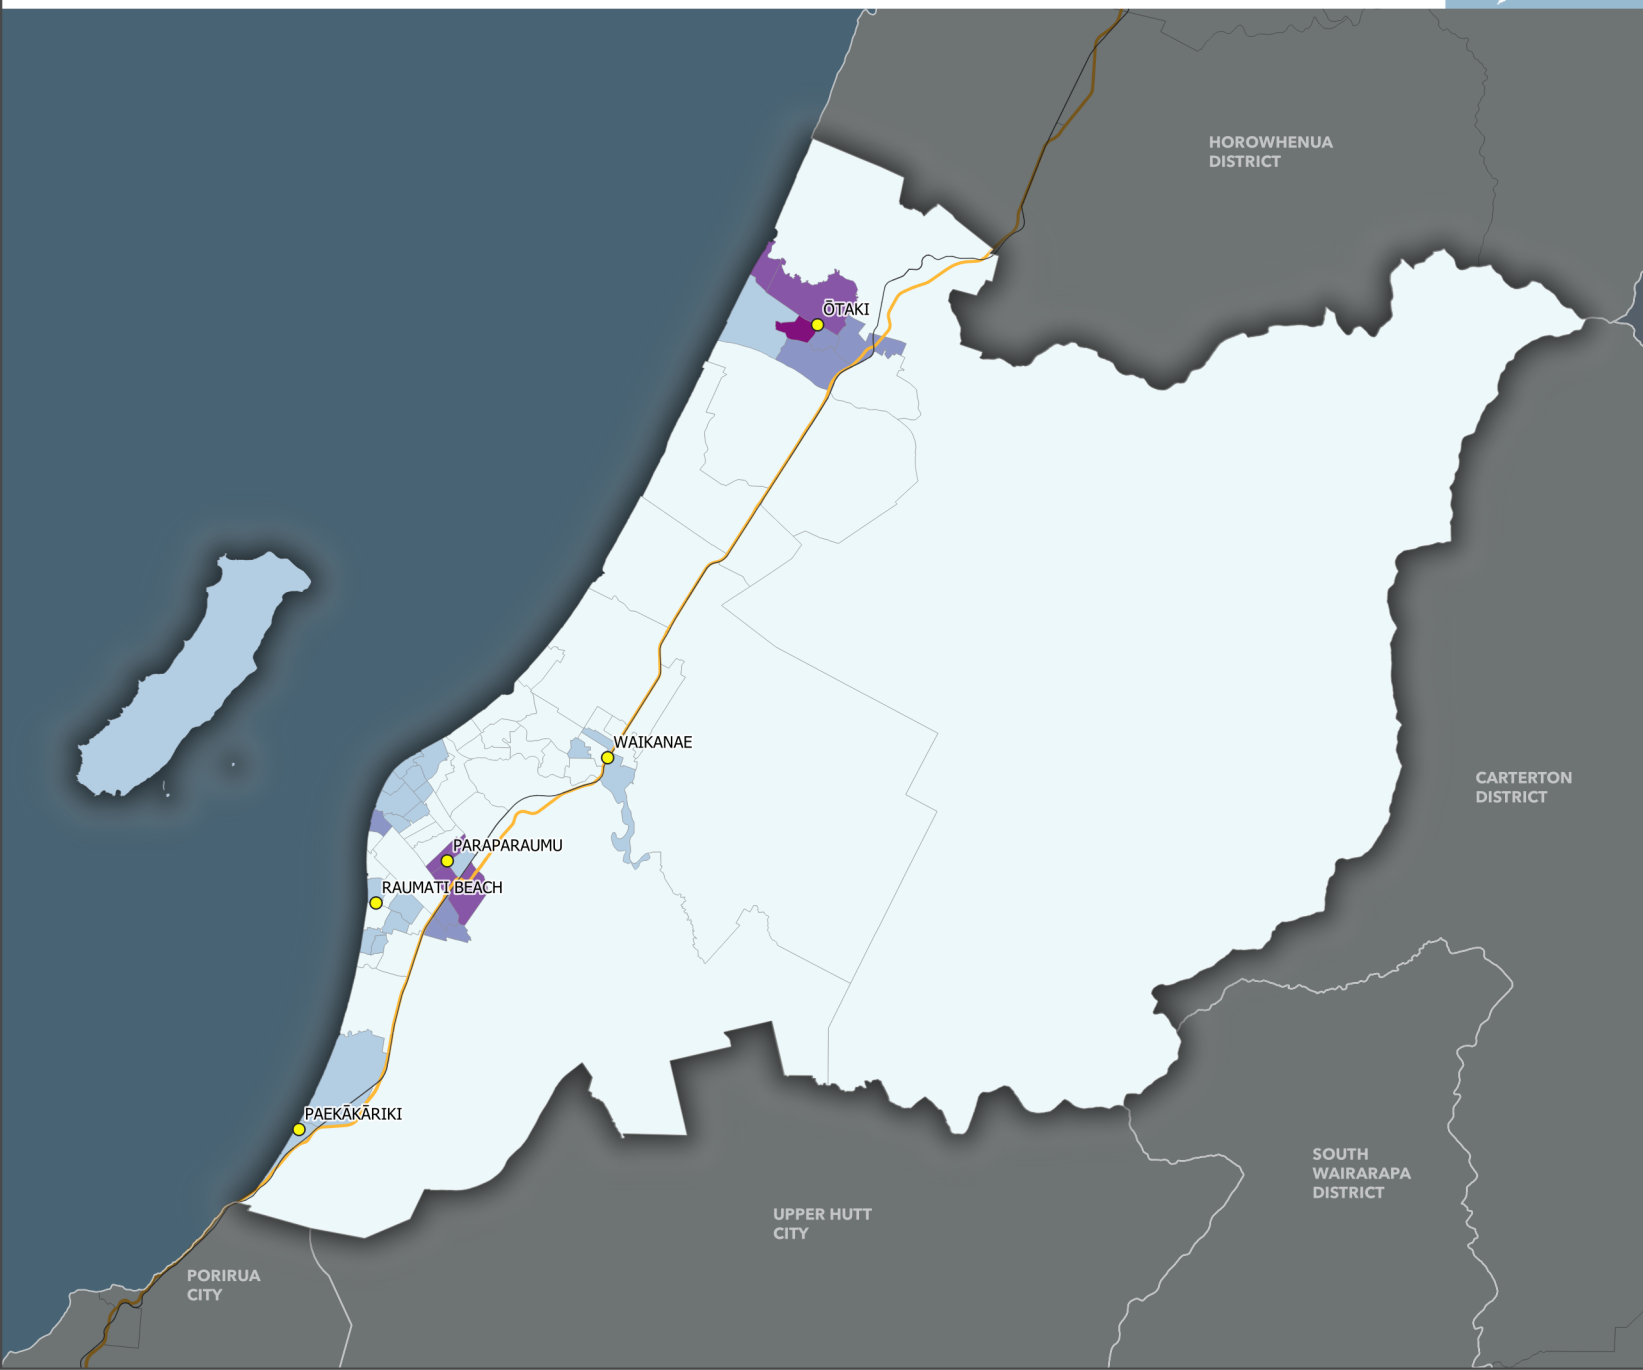 HOROWHENUA
DISTRICT
ŌTAKI
WAIKANAE
CARTERTON
DISTRICT
PARAPARAUMU
RAUMATI BEACH
PAEKĀKĀRIKI
SOUTH
WAIRARAPA
DISTRICT
UPPER HUTT
CITY
PORIRUA
CITY